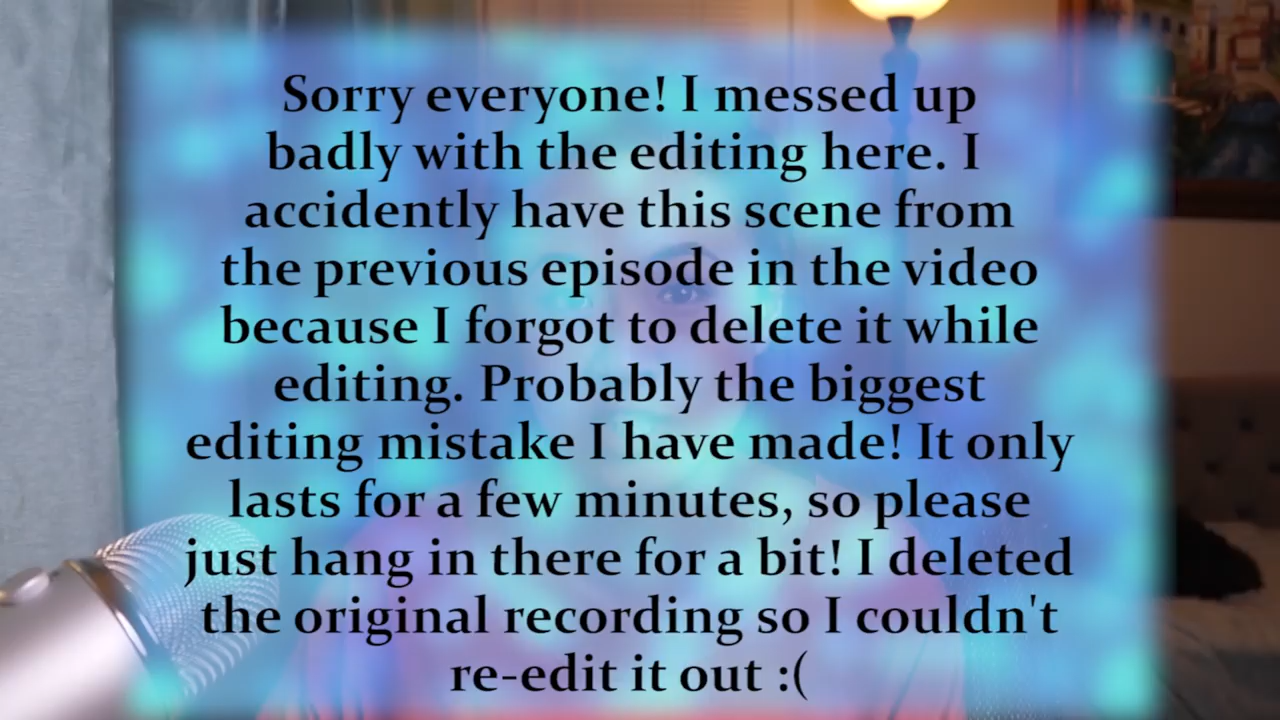 Sorry everyone! I messed up
badly with the editing here. I
accidently have this scene from
the previous episode in the video
because I forgot to delete it while
editing. Probably the biggest
editing mistake I have made! It only
lasts for a few minutes, so please
just hang in there for a bit! I deleted
the original recording so I couldn't
re-edit it out :(